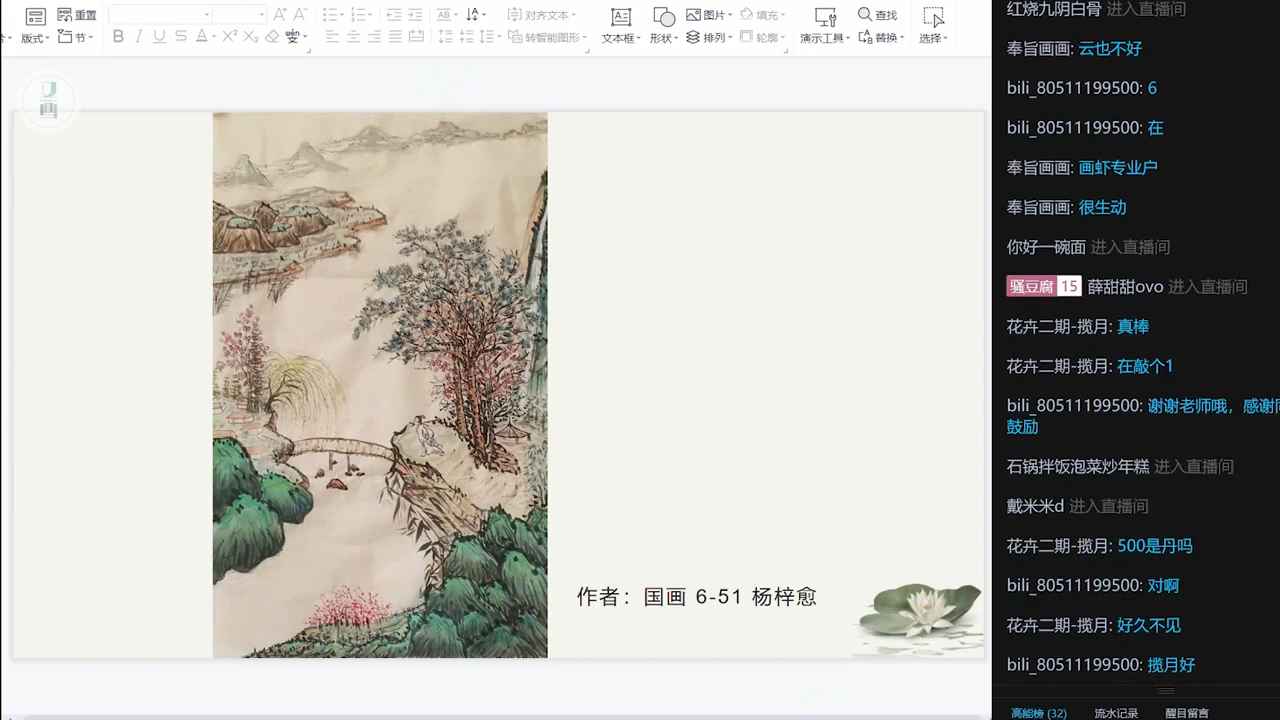 重置
版式
节
B I U S A X² X₂
wén
AB
对齐文本
转智能图形
文本框
形状
图片
排列
填充
轮廓
演示工具
查找
替换
选择
作者：国画 6-51 杨梓愈
红烧九阴白骨 进入直播间
奉旨画画: 云也不好
bili_80511199500: 6
bili_80511199500: 在
奉旨画画: 画虾专业户
奉旨画画: 很生动
你好一碗面 进入直播间
骚豆腐 15 薛甜甜ovo 进入直播间
花卉二期-揽月: 真棒
花卉二期-揽月: 在敲个1
bili_80511199500: 谢谢老师哦，感谢
鼓励
石锅拌饭泡菜炒年糕 进入直播间
戴米米d 进入直播间
花卉二期-揽月: 500是丹吗
bili_80511199500: 对啊
花卉二期-揽月: 好久不见
bili_80511199500: 揽月好
高能榜 (32)
流水记录
醒目留言